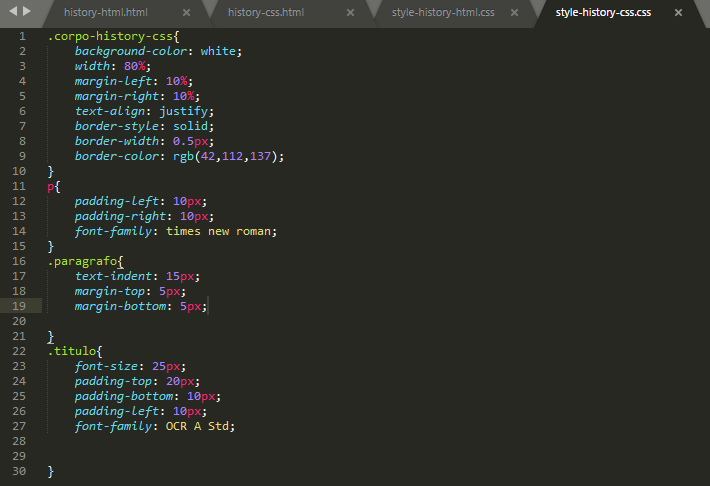 history-html.html × history-css.html × style-history-html.css × style-history-css.css ×
1 .corpo-history-css{
2 background-color: white;
3 width: 80%;
4 margin-left: 10%;
5 margin-right: 10%;
6 text-align: justify;
7 border-style: solid;
8 border-width: 0.5px;
9 border-color: rgb(42,112,137);
10 }
11 p{
12 padding-left: 10px;
13 padding-right: 10px;
14 font-family: times new roman;
15 }
16 .paragrafo{
17 text-indent: 15px;
18 margin-top: 5px;
19 margin-bottom: 5px;
20
21 }
22 .titulo{
23 font-size: 25px;
24 padding-top: 20px;
25 padding-bottom: 10px;
26 padding-left: 10px;
27 font-family: OCR A Std;
28
29
30 }